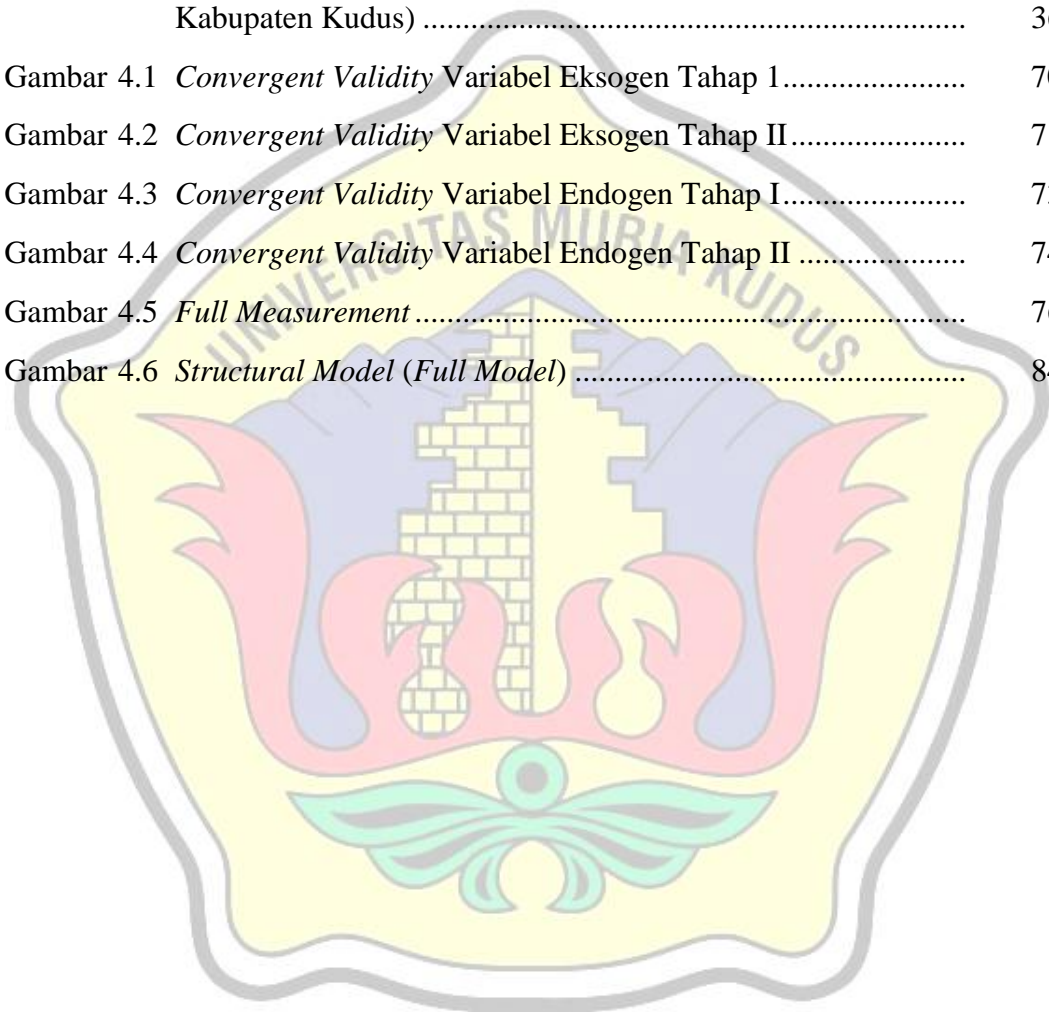 Kabupaten Kudus) .......................................................................
Gambar 4.1 Convergent Validity Variabel Eksogen Tahap 1.......................
Gambar 4.2 Convergent Validity Variabel Eksogen Tahap II......................
Gambar 4.3 Convergent Validity Variabel Endogen Tahap I.......................
Gambar 4.4 Convergent Validity Variabel Endogen Tahap II .....................
Gambar 4.5 Full Measurement ......................................................................
Gambar 4.6 Structural Model (Full Model) ..................................................
UNIVERSITAS MURIA KUDUS